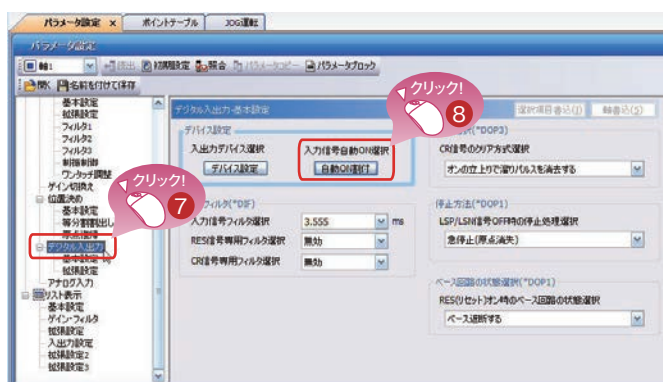 パラメータ設定 × ポイントテーブル JOG運転
パラメータ設定
軸1 読出 初期設定 照合 パラメータコピー パラメータブロック
開く 名前を付けて保存
基本設定
拡張設定
フィルタ1
フィルタ2
フィルタ3
制振制御
ワンタッチ調整
ゲイン切換え
位置決め
基本設定
等分割割出し
原点復帰
デジタル入出力
基本設定
拡張設定
アナログ入力
リスト表示
基本設定
ゲイン・フィルタ
拡張設定
入出力設定
拡張設定2
拡張設定3
クリック!
7
クリック!
8
デジタル入出力-基本設定
選択項目書込(I) 軸書込(S)
デバイス設定
入出力デバイス選択 入力信号自動ON選択
デバイス設定 自動ON割付
フィルタ(*DIF)
入力信号フィルタ選択 3.555 ms
RES信号専用フィルタ選択 無効
CR信号専用フィルタ選択 無効
(*DOP3)
CR信号のクリア方式選択
オンの立上りで溜りパルスを消去する
停止方法(*DOP1)
LSP/LSN信号OFF時の停止処理選択
急停止(原点消失)
ベース回路の状態選択(*DOP1)
RES(リセット)オン時のベース回路の状態選択
ベース遮断する